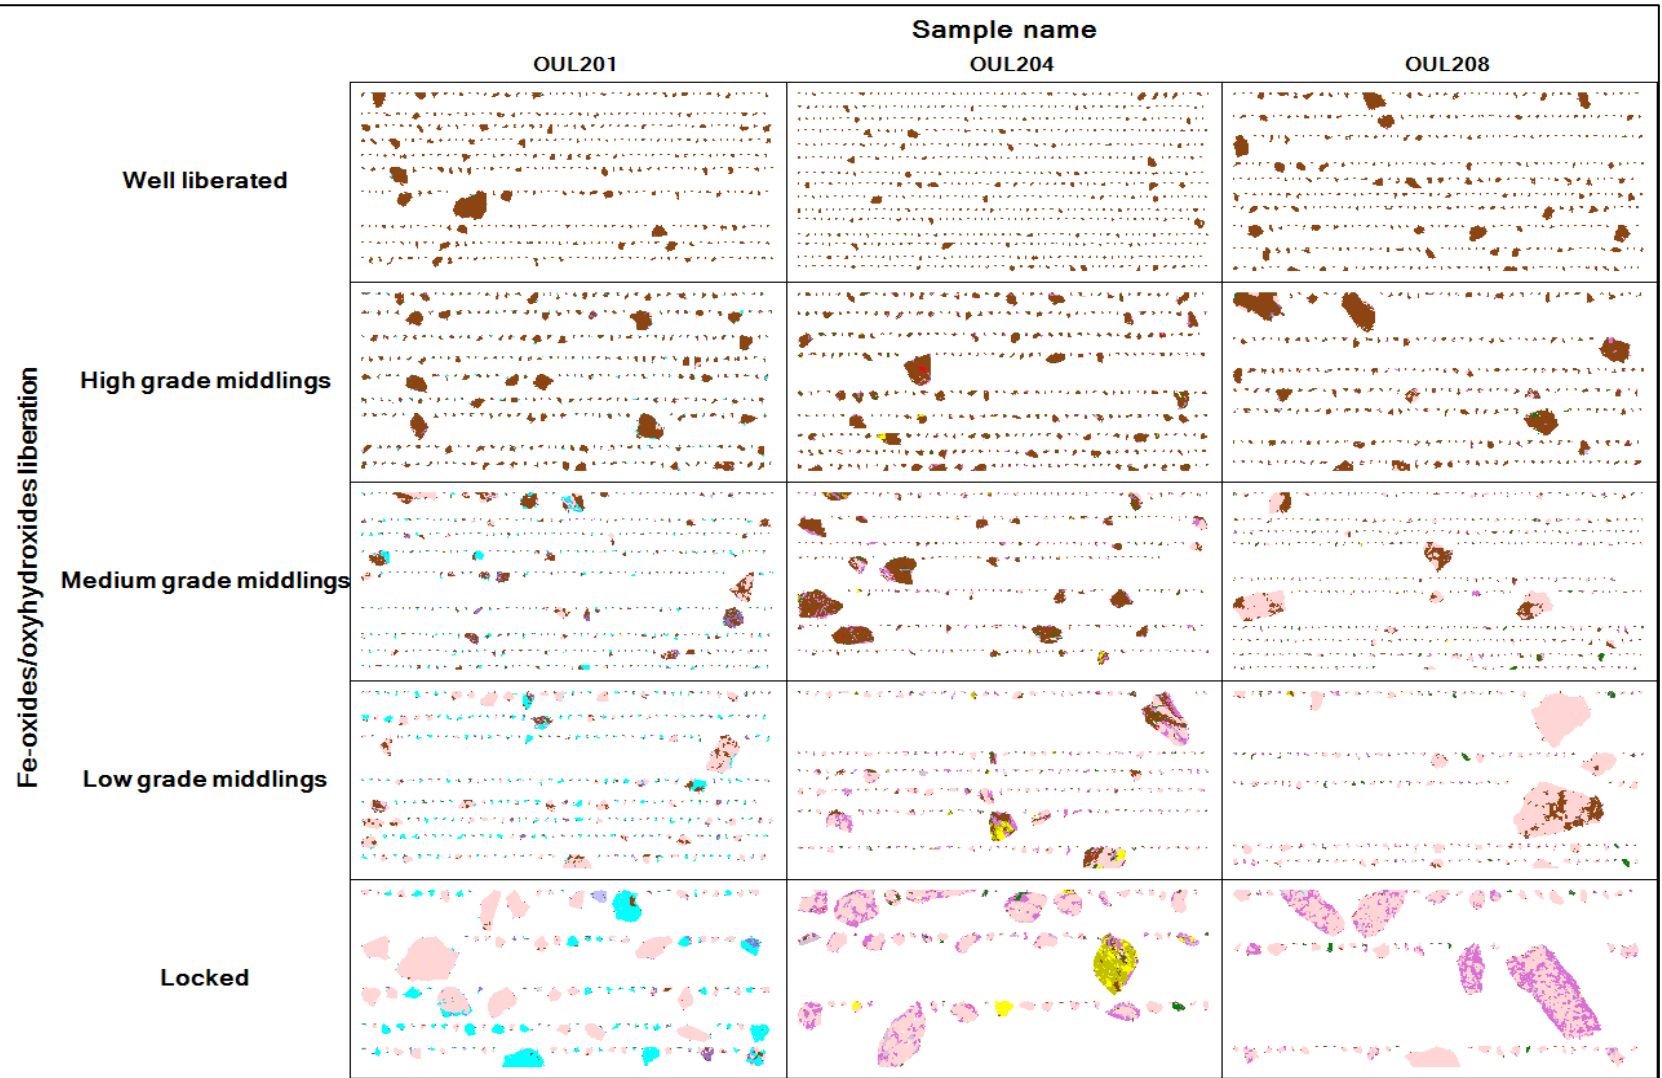 Sample name
OUL201 OUL204 OUL208
Fe-oxides/oxyhydroxides liberation
Well liberated
High grade middlings
Medium grade middlings
Low grade middlings
Locked